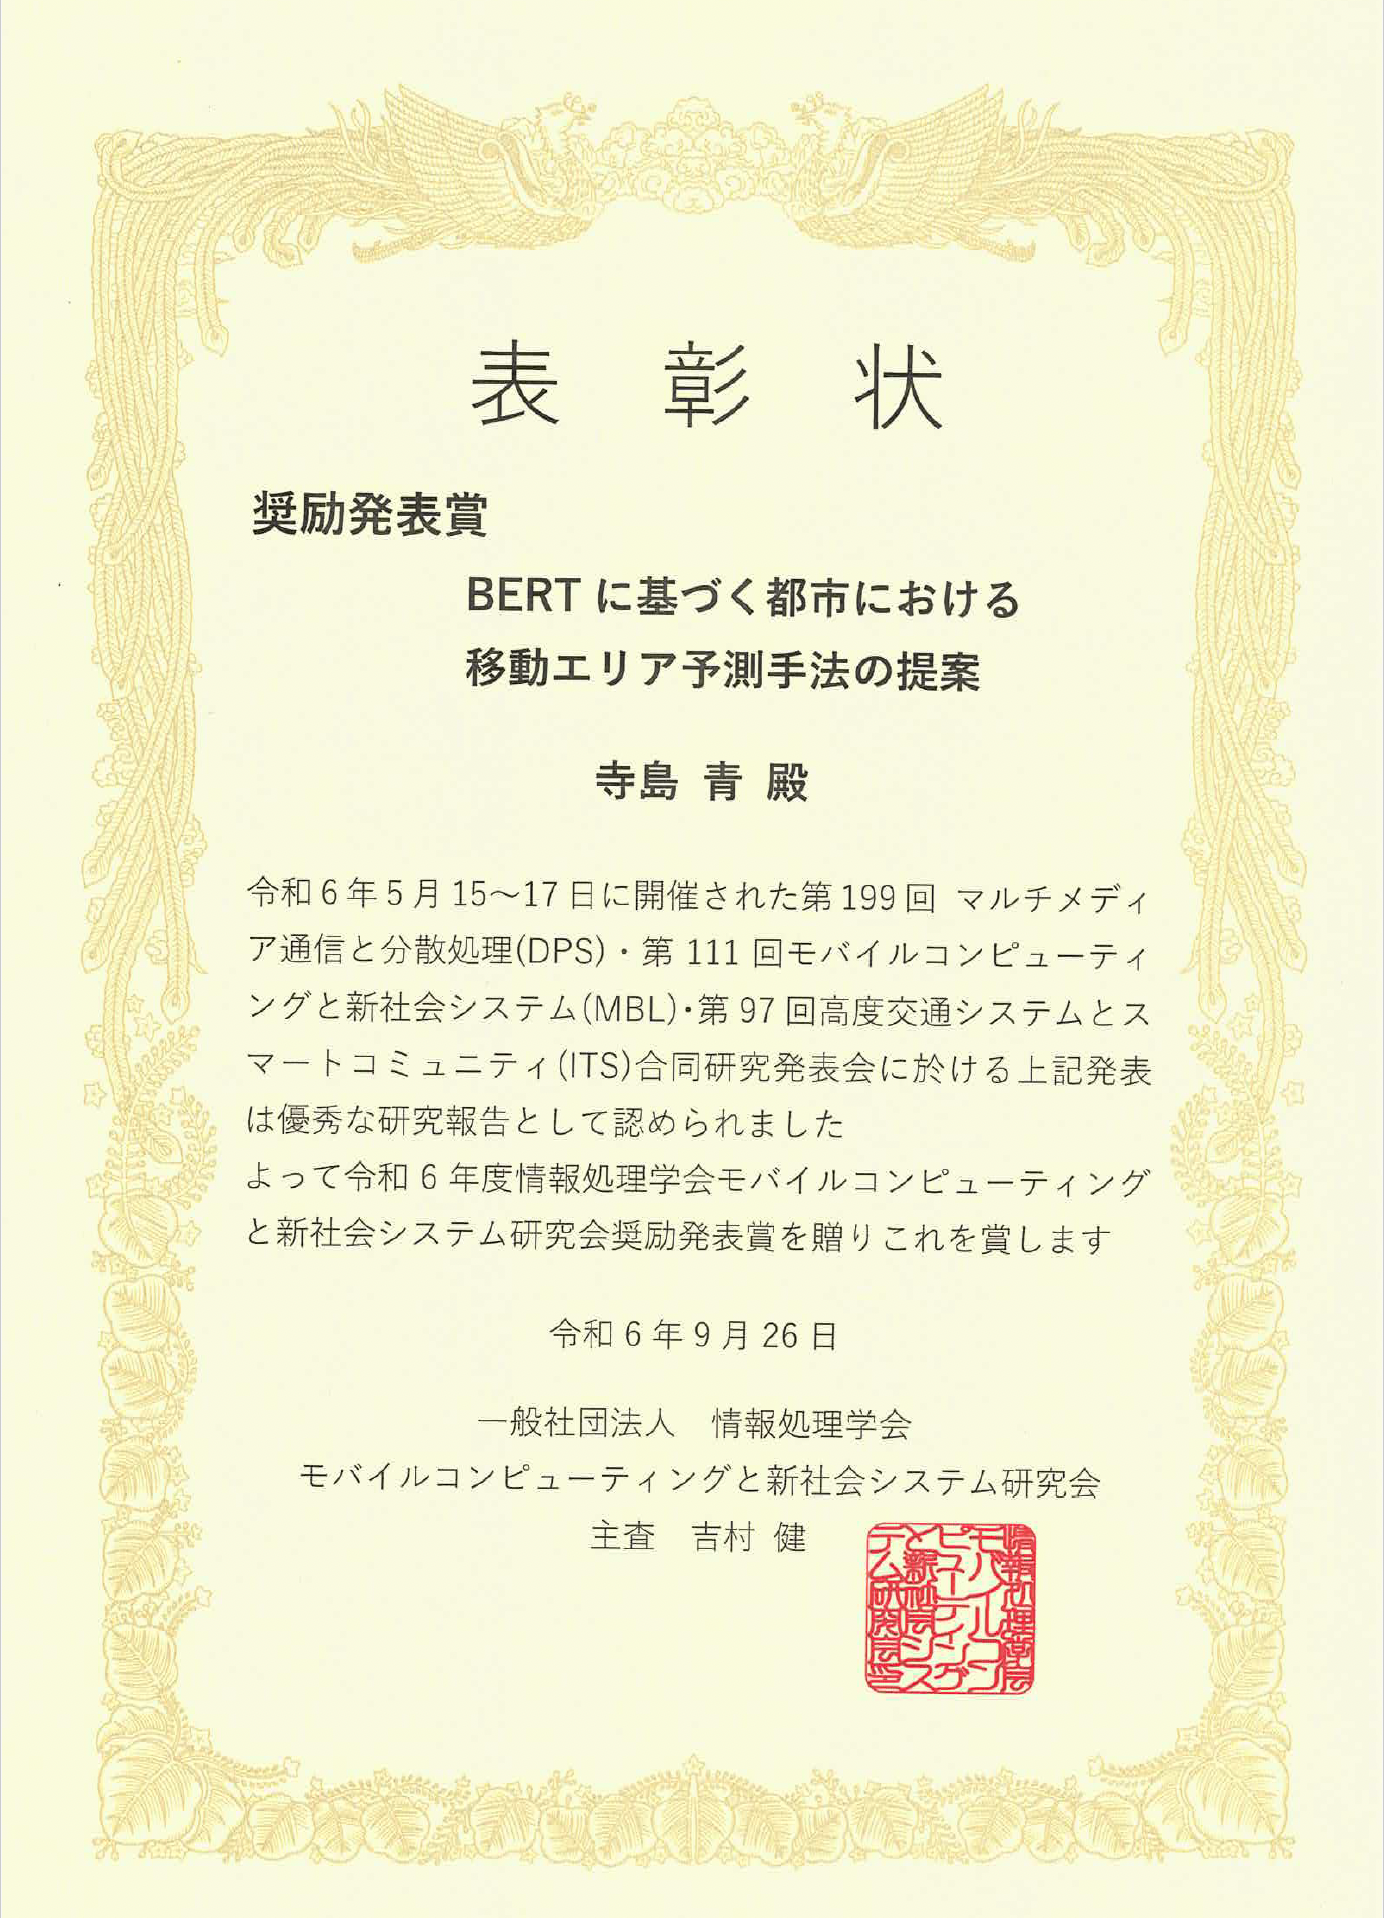 表彰状
奨励発表賞
BERT に基づく都市における
移動エリア予測手法の提案
寺島 青 殿
令和 6 年 5 月 15～17 日に開催された第 199 回 マルチメディ
ア通信と分散処理(DPS)・第 111 回モバイルコンピューティ
ングと新社会システム(MBL)・第 97 回高度交通システムとス
マートコミュニティ(ITS)合同研究発表会に於ける上記発表
は優秀な研究報告として認められました
よって令和 6 年度情報処理学会モバイルコンピューティング
と新社会システム研究会奨励発表賞を贈りこれを賞します
令和 6 年 9 月 26 日
一般社団法人　情報処理学会
モバイルコンピューティングと新社会システム研究会
主査　吉村 健
情報処理学会
モバイルコン
ピューティング
と新社会シス
テム研究会印